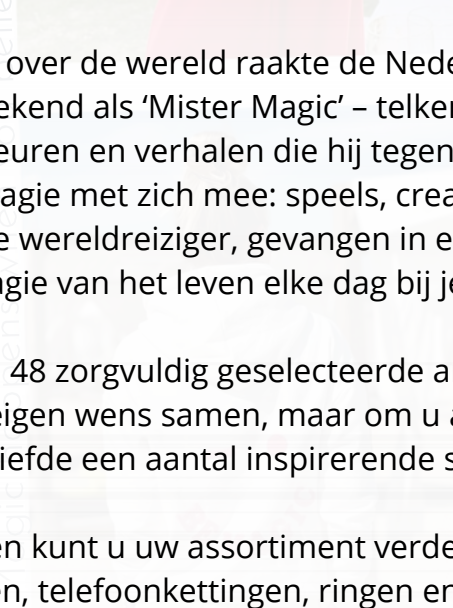 over de wereld raakte de Nede
ekend als ‘Mister Magic’ – telker
euren en verhalen die hij tegen
agie met zich mee: speels, crea
e wereldreiziger, gevangen in e
agie van het leven elke dag bij je
48 zorgvuldig geselecteerde a
eigen wens samen, maar om u a
iefde een aantal inspirerende s
en kunt u uw assortiment verde
en, telefoonkettingen, ringen en